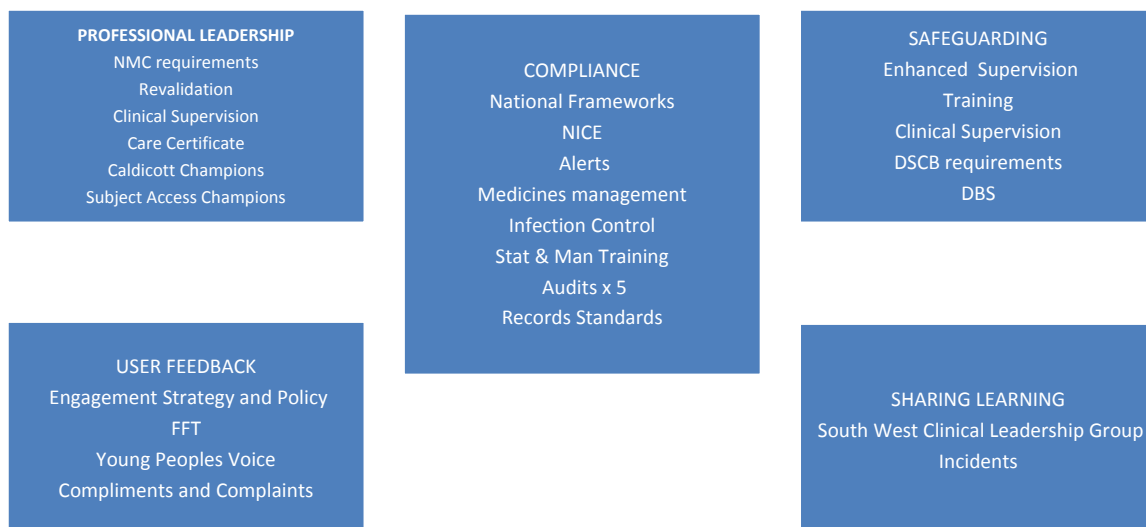 PROFESSIONAL LEADERSHIP
NMC requirements
Revalidation
Clinical Supervision
Care Certificate
Caldicott Champions
Subject Access Champions
COMPLIANCE
National Frameworks
NICE
Alerts
Medicines management
Infection Control
Stat & Man Training
Audits x 5
Records Standards
SAFEGUARDING
Enhanced  Supervision
Training
Clinical Supervision
DSCB requirements
DBS
USER FEEDBACK
Engagement Strategy and Policy
FFT
Young Peoples Voice
Compliments and Complaints
SHARING LEARNING
South West Clinical Leadership Group
Incidents